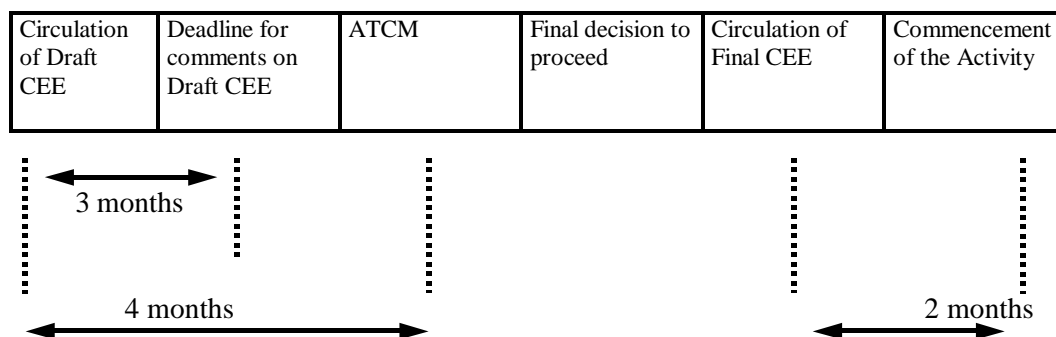 Circulation
of Draft
CEE
Deadline for
comments on
Draft CEE
ATCM
Final decision to
proceed
Circulation of
Final CEE
Commencement
of the Activity
3 months
4 months
2 months